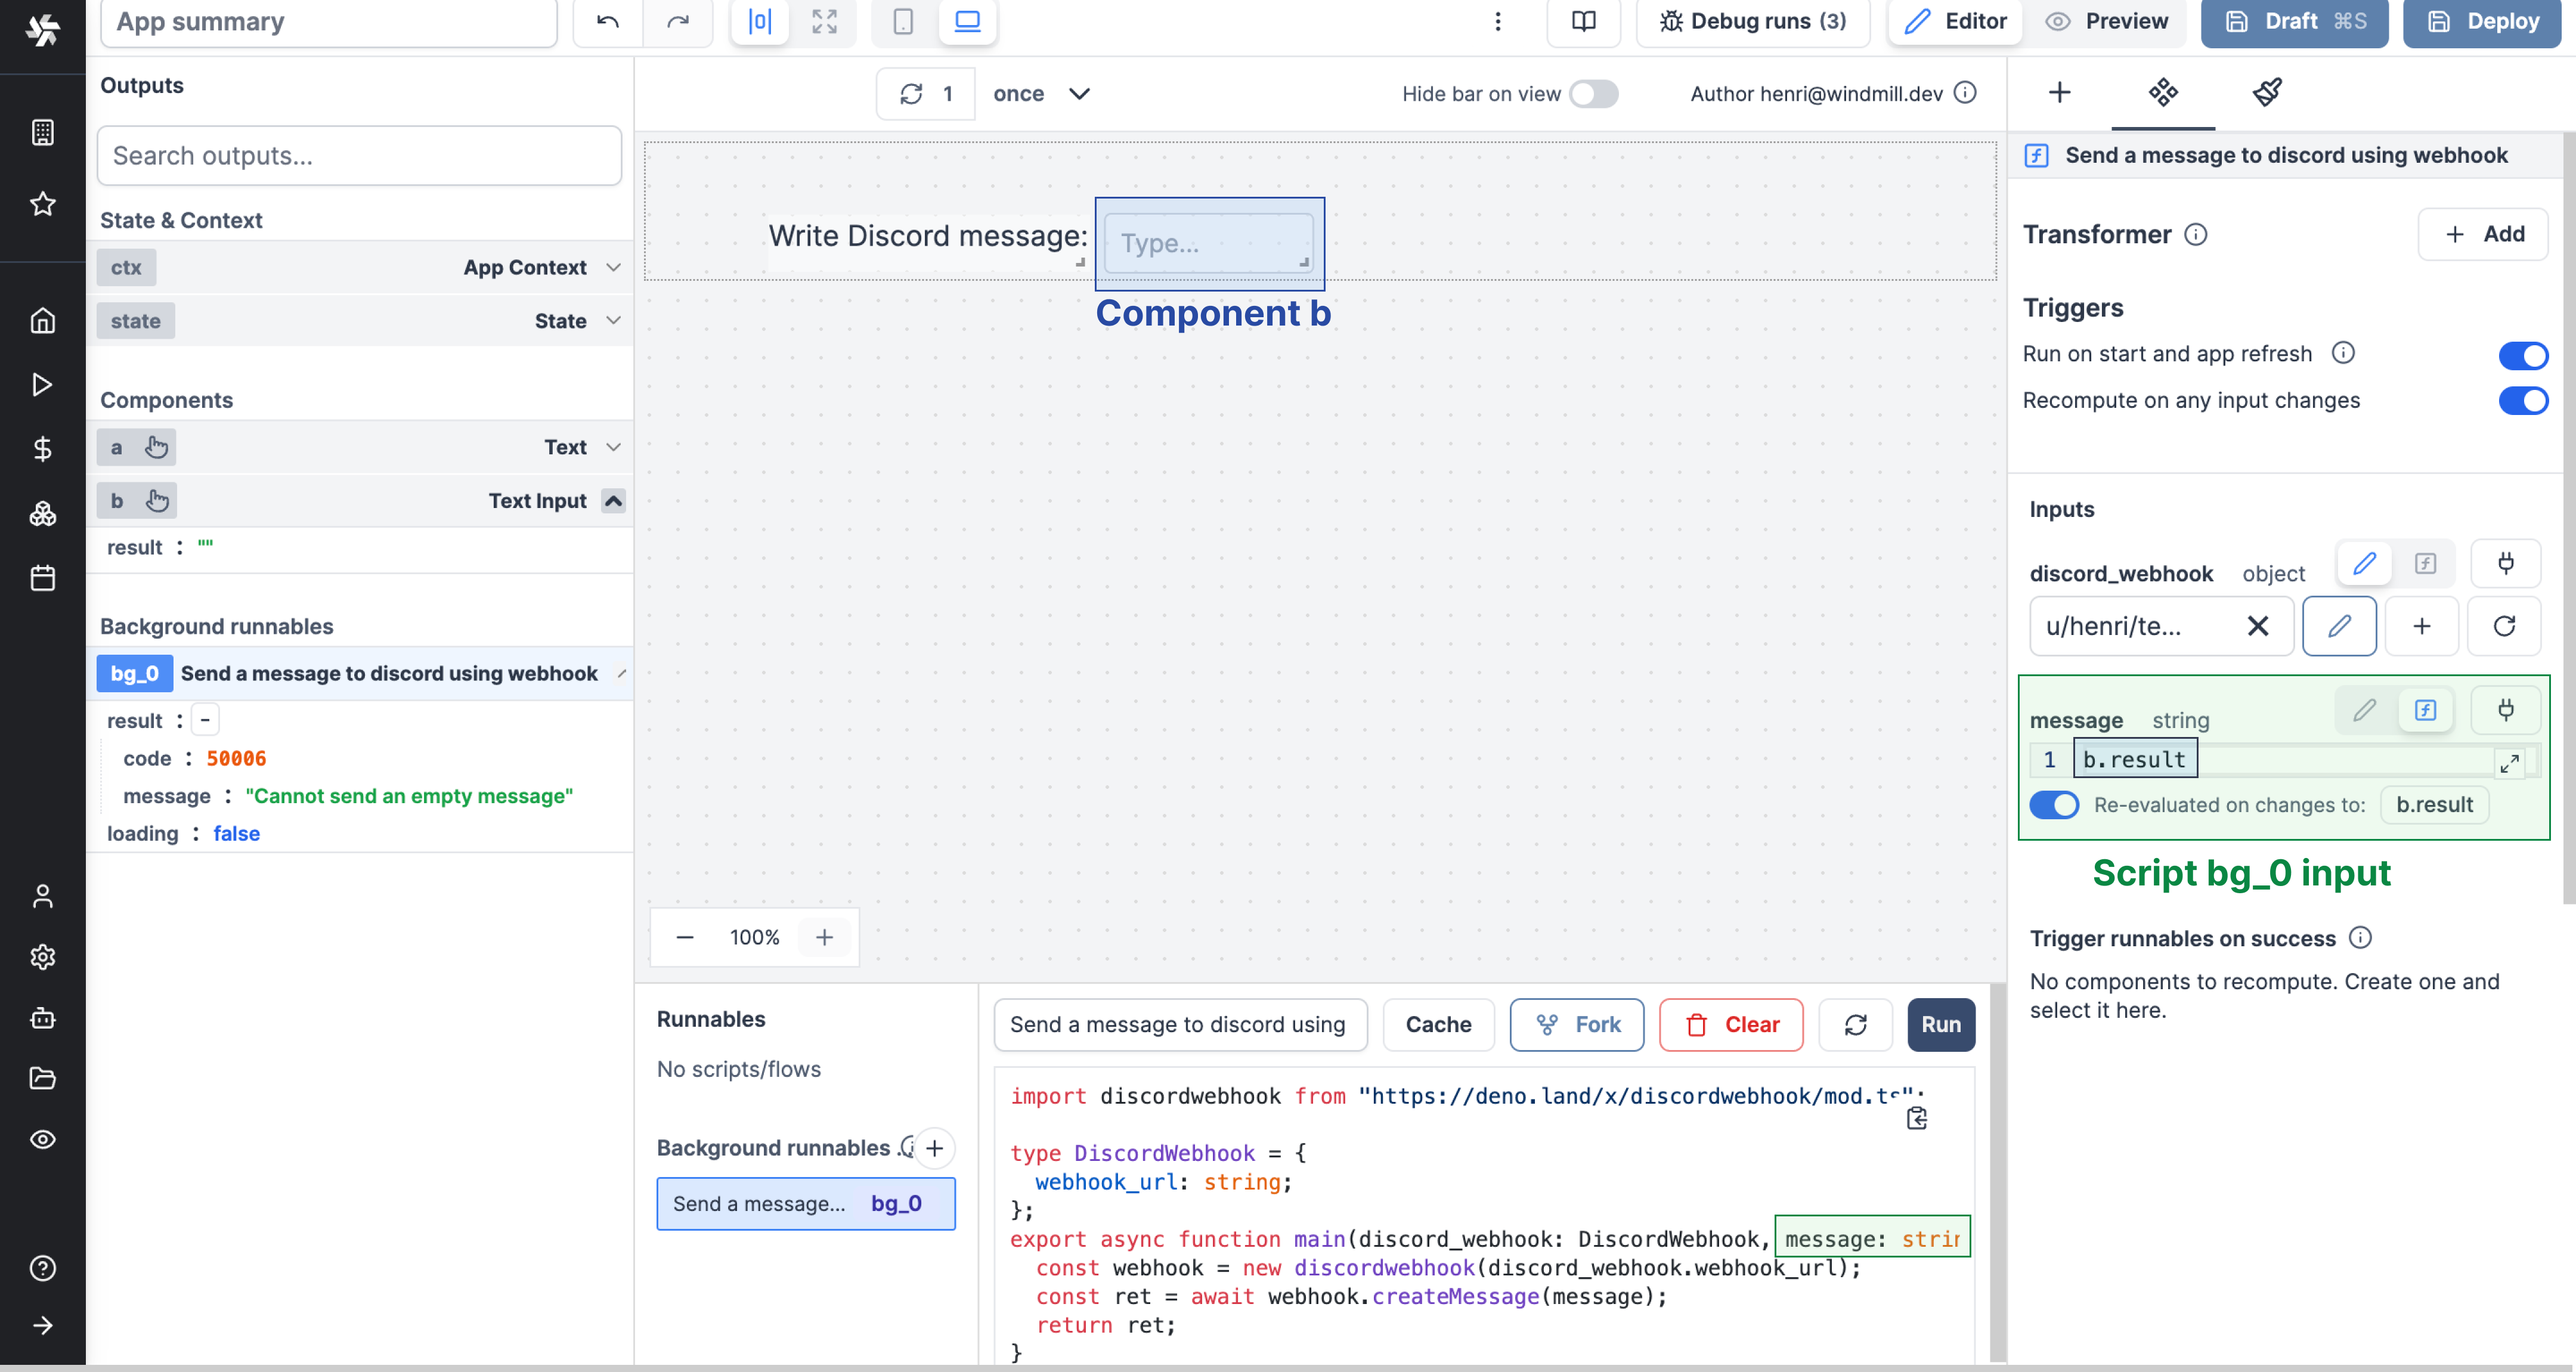 App summary
Debug runs (3)
Editor
Preview
Draft ⌘S
Deploy
Outputs
Search outputs...
State & Context
ctx App Context
state State
Components
a Text
b Text Input
result : ""
Background runnables
bg_0 Send a message to discord using webhook
result : -
code : 50006
message : "Cannot send an empty message"
loading : false
1 once
Hide bar on view
Author henri@windmill.dev
Write Discord message:
Type...
Component b
100%
Runnables
No scripts/flows
Background runnables
Send a message... bg_0
Send a message to discord using
Cache
Fork
Clear
Run
import discordwebhook from "https://deno.land/x/discordwebhook/mod.ts";
type DiscordWebhook = {
webhook_url: string;
};
export async function main(discord_webhook: DiscordWebhook, message: strin
const webhook = new discordwebhook(discord_webhook.webhook_url);
const ret = await webhook.createMessage(message);
return ret;
}
Send a message to discord using webhook
Transformer
+ Add
Triggers
Run on start and app refresh
Recompute on any input changes
Inputs
discord_webhook object
u/henri/te...
message string
1 b.result
Re-evaluated on changes to: b.result
Script bg_0 input
Trigger runnables on success
No components to recompute. Create one and
select it here.